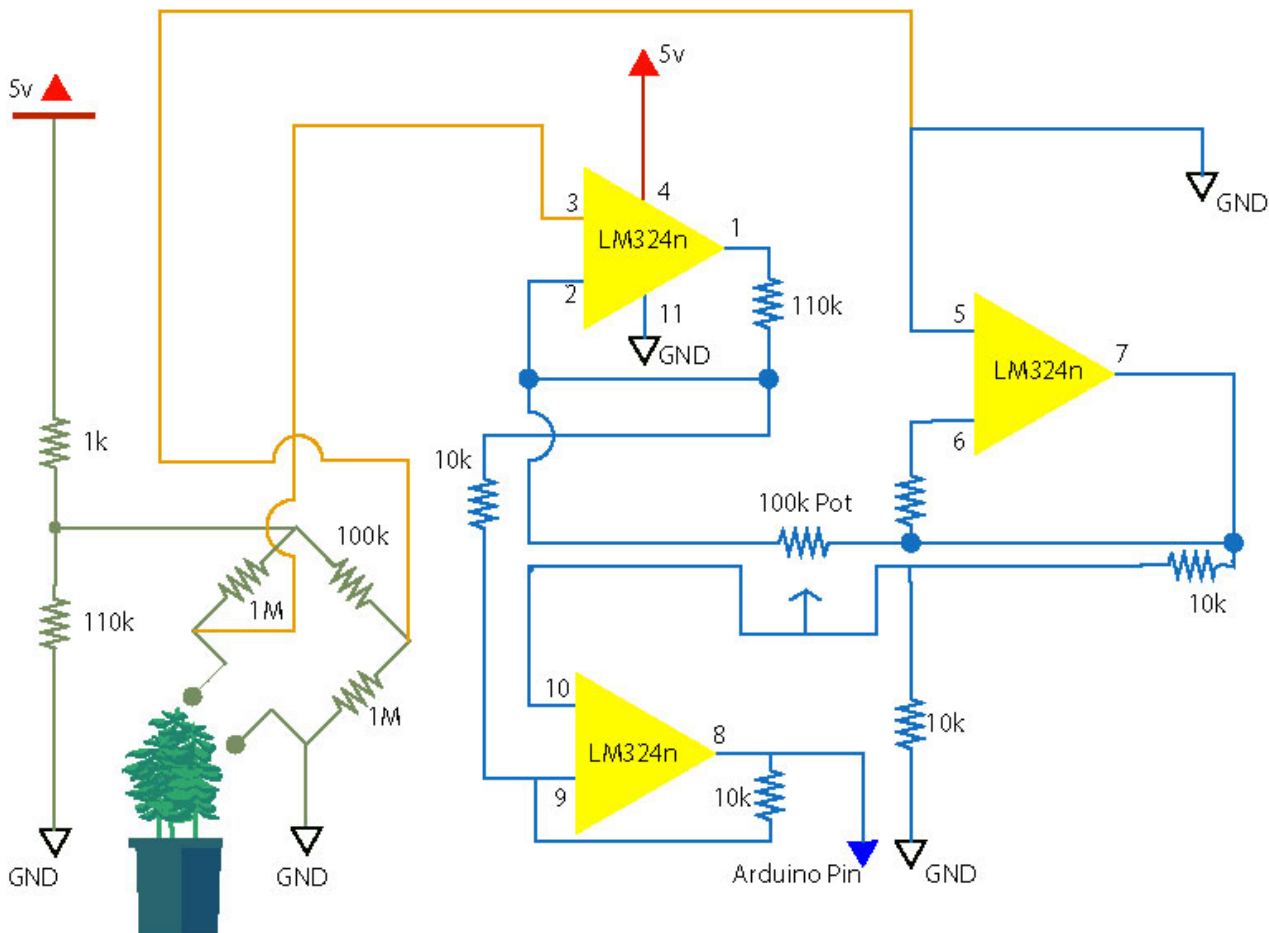 5v
5v
4
3
1
LM324n
2
11
110k
GND
GND
5
7
LM324n
6
1k
10k
100k Pot
100k
1M
110k
10k
1M
10
8
LM324n
9
10k
10k
GND
GND
Arduino Pin
GND